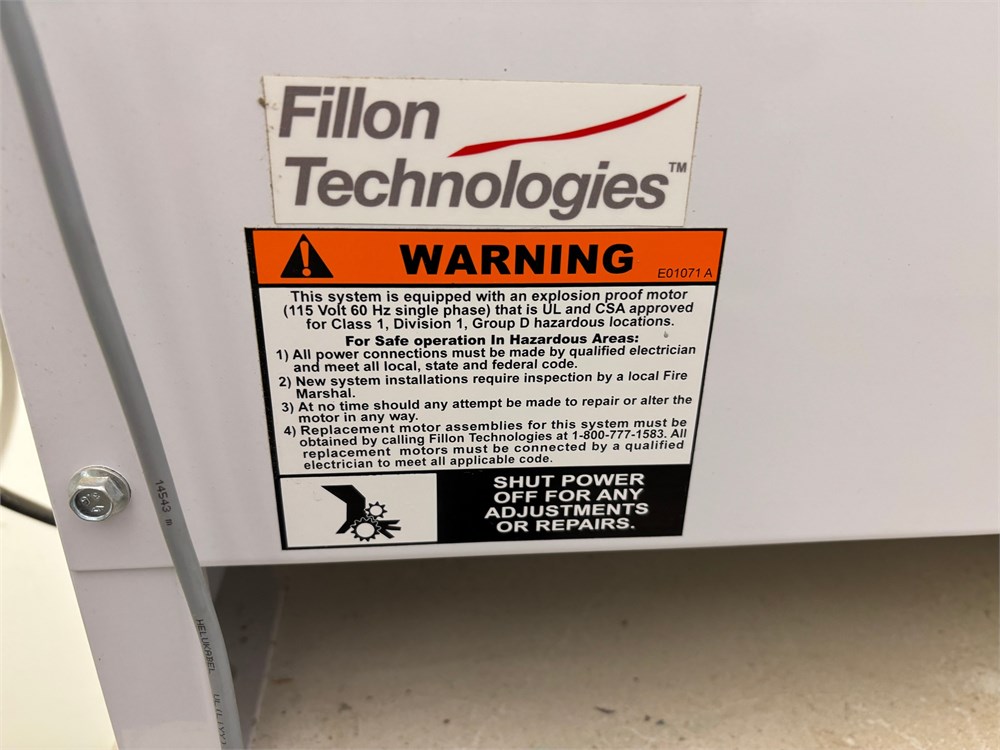 Fillon
Technologies™
WARNING
E01071 A
This system is equipped with an explosion proof motor
(115 Volt 60 Hz single phase) that is UL and CSA approved
for Class 1, Division 1, Group D hazardous locations.
For Safe operation In Hazardous Areas:
1) All power connections must be made by qualified electrician
and meet all local, state and federal code.
2) New system installations require inspection by a local Fire
Marshal.
3) At no time should any attempt be made to repair or alter the
motor in any way.
4) Replacement motor assemblies for this system must be
obtained by calling Fillon Technologies at 1-800-777-1583. All
replacement motors must be connected by a qualified
electrician to meet all applicable code.
SHUT POWER
OFF FOR ANY
ADJUSTMENTS
OR REPAIRS.
14543 m
HELUKABEL